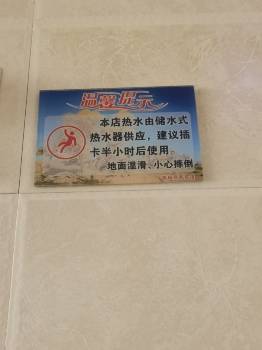 温馨提示
本店热水由储水式
热水器供应，建议插
卡半小时后使用
地面湿滑、小心摔倒